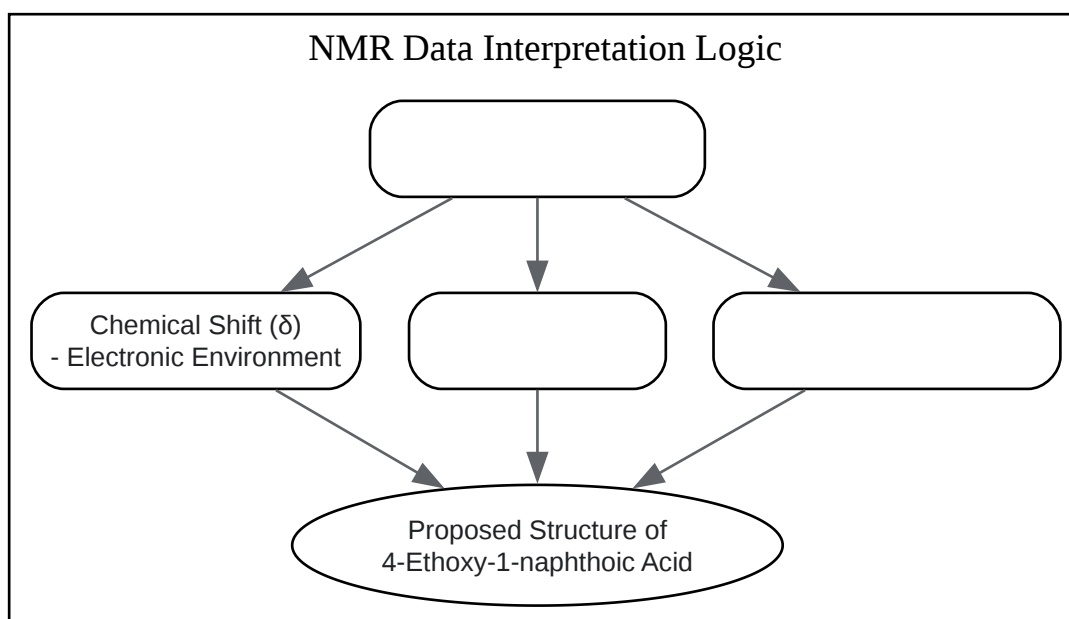 NMR Data Interpretation Logic
Chemical Shift (δ)
- Electronic Environment
Proposed Structure of
4-Ethoxy-1-naphthoic Acid